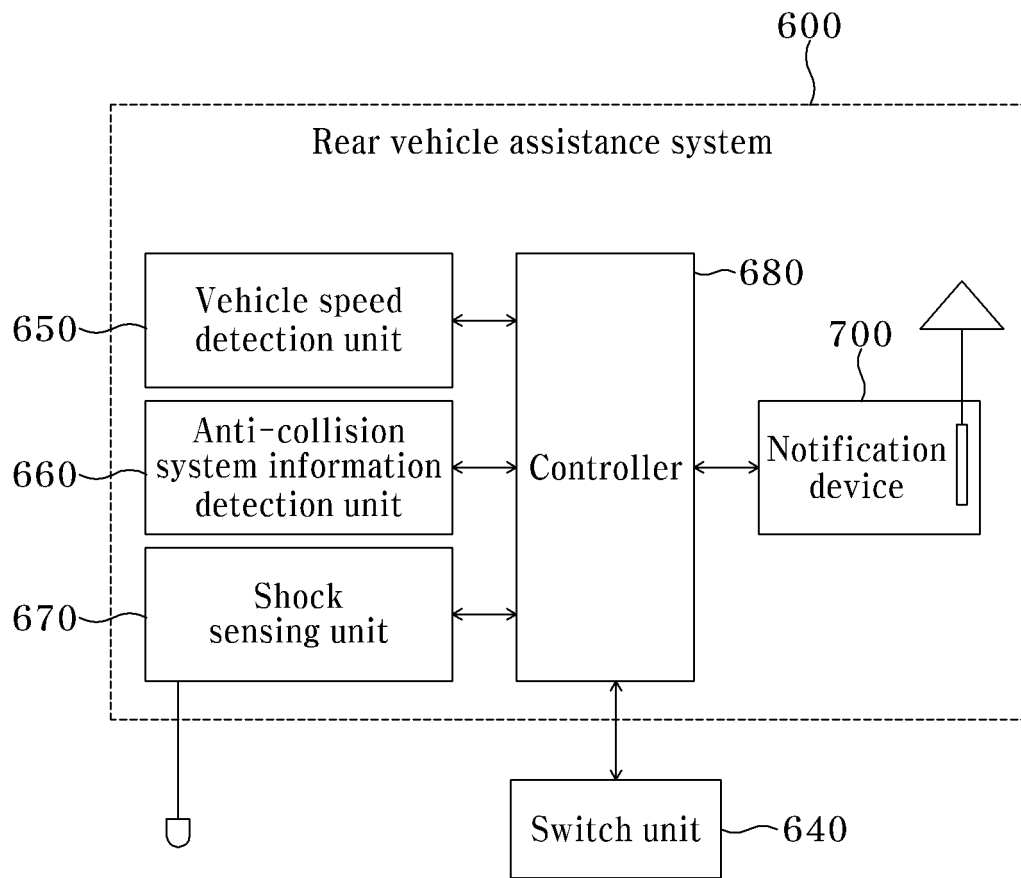 600
Rear vehicle assistance system
650
Vehicle speed
detection unit
680
700
660
Anti-collision
system information
detection unit
Controller
Notification
device
670
Shock
sensing unit
Switch unit
640